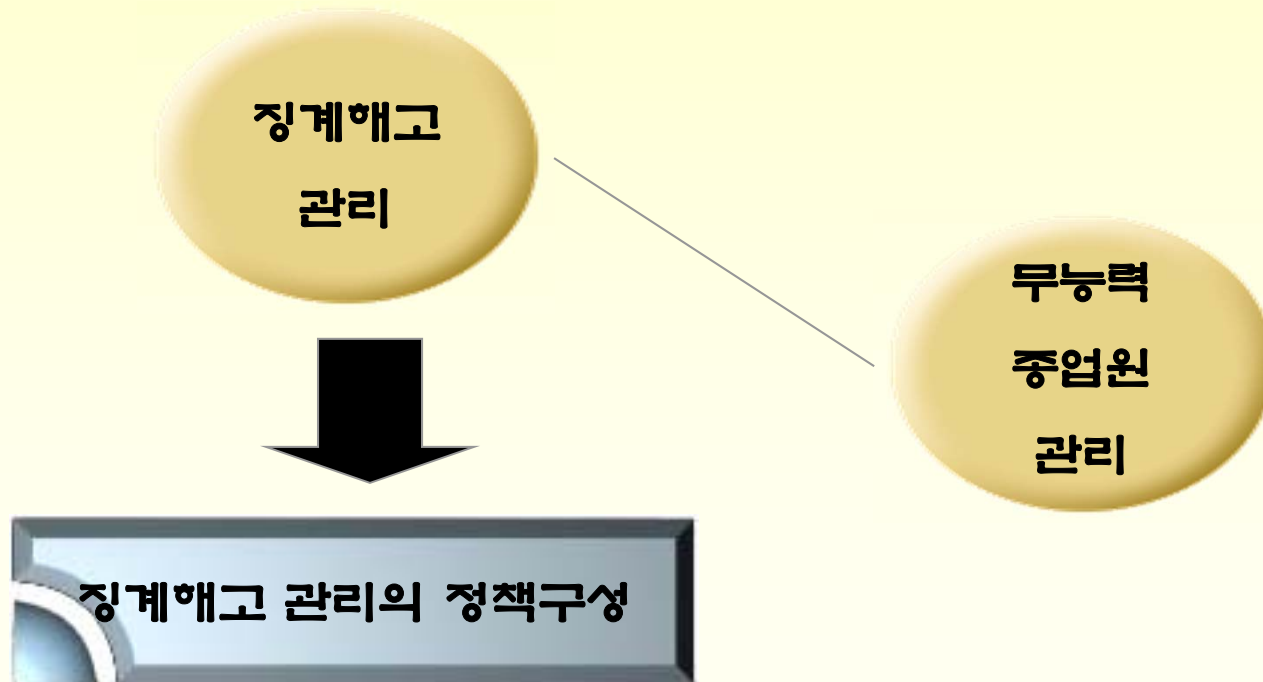 징계해고
관리
무능력
종업원
관리
징계해고 관리의 정책구성